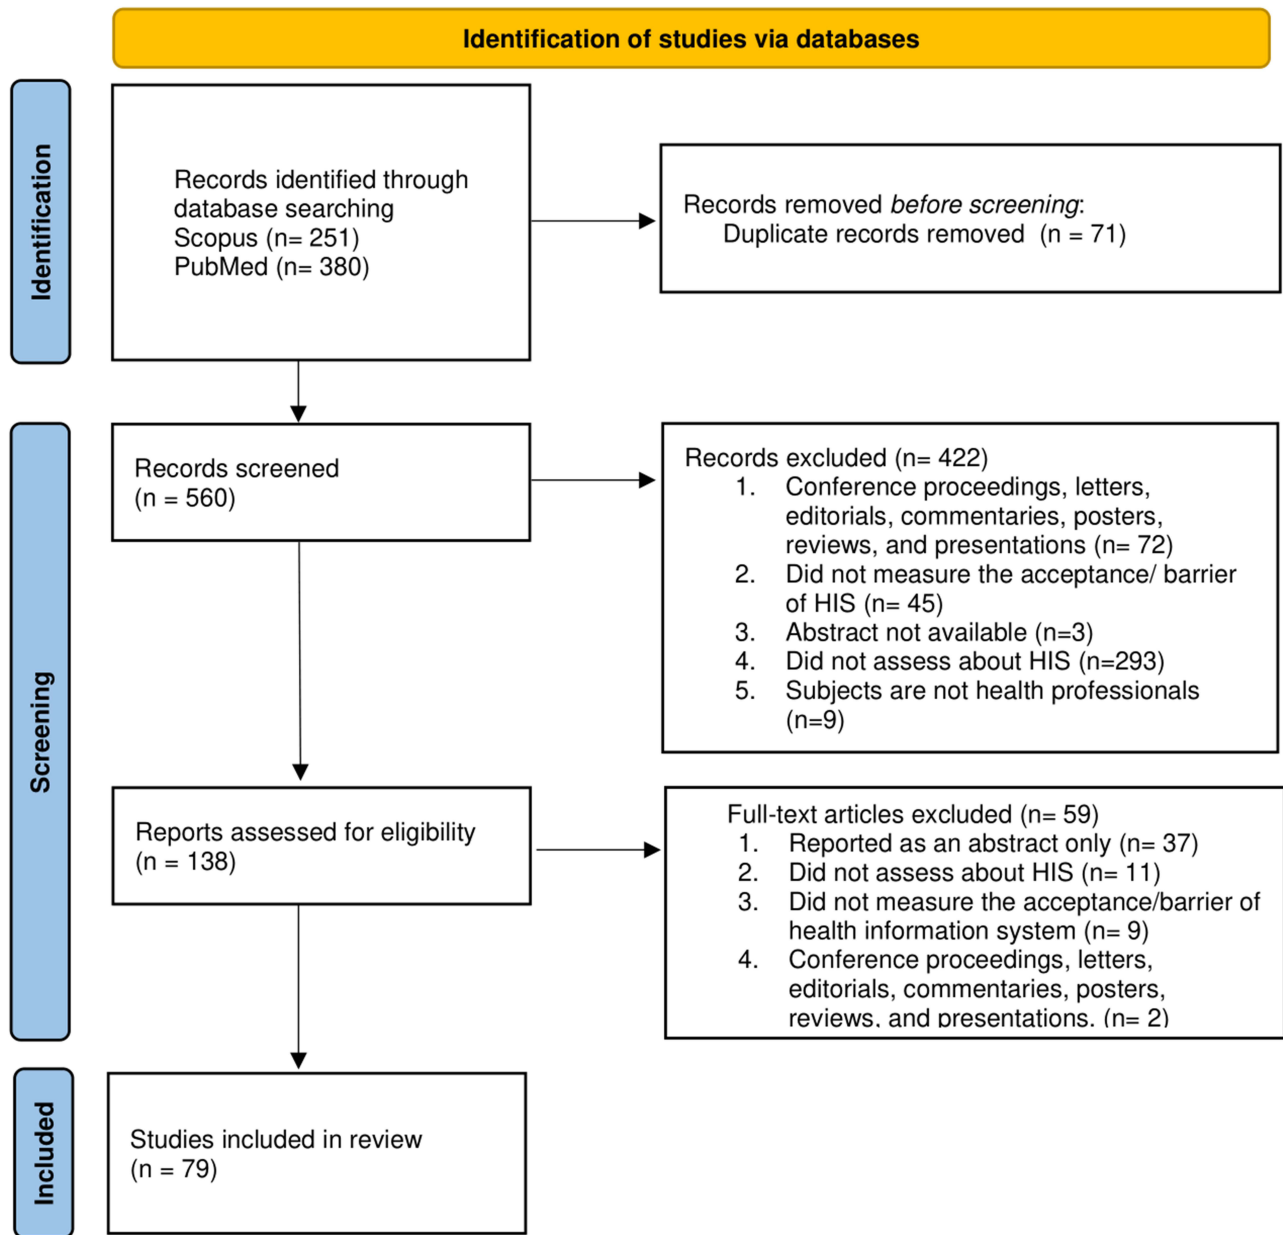 Identification of studies via databases
Identification
Records identified through
database searching
Scopus (n= 251)
PubMed (n= 380)
Records removed before screening:
Duplicate records removed (n = 71)
Screening
Records screened
(n = 560)
Records excluded (n= 422)
1. Conference proceedings, letters,
editorials, commentaries, posters,
reviews, and presentations (n= 72)
2. Did not measure the acceptance/ barrier
of HIS (n= 45)
3. Abstract not available (n=3)
4. Did not assess about HIS (n=293)
5. Subjects are not health professionals
(n=9)
Reports assessed for eligibility
(n = 138)
Full-text articles excluded (n= 59)
1. Reported as an abstract only (n= 37)
2. Did not assess about HIS (n= 11)
3. Did not measure the acceptance/barrier of
health information system (n= 9)
4. Conference proceedings, letters,
editorials, commentaries, posters,
reviews, and presentations. (n= 2)
Included
Studies included in review
(n = 79)